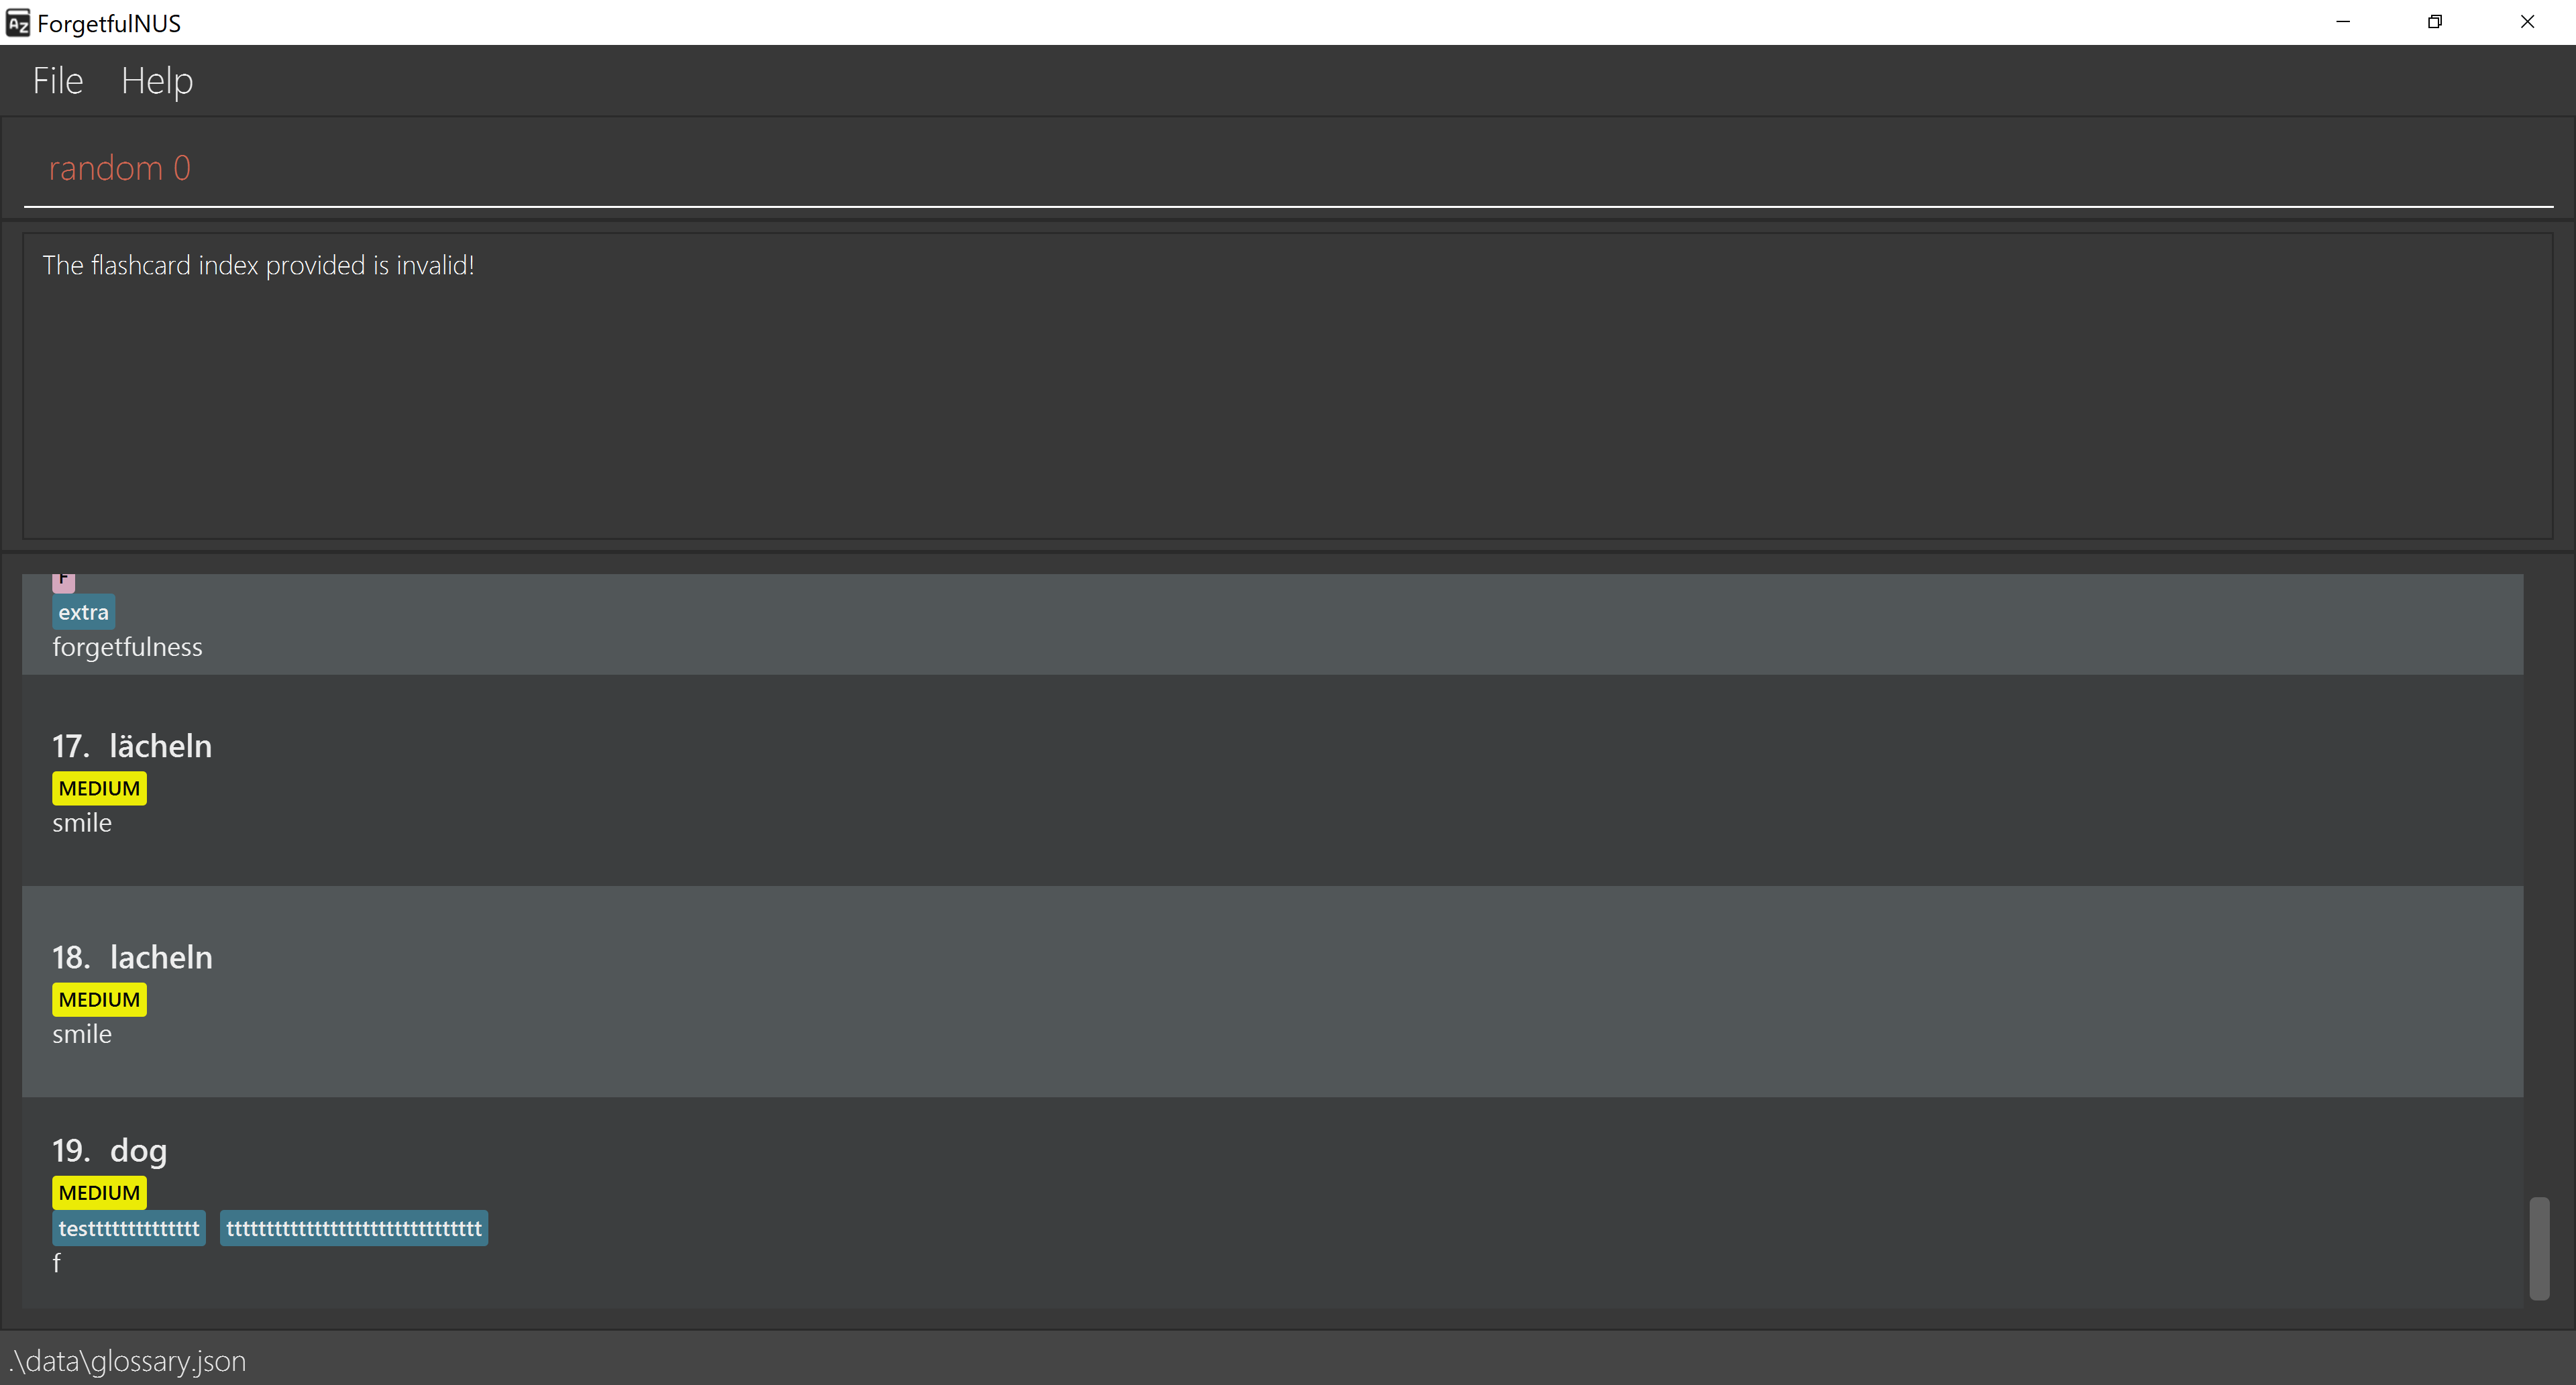 ForgetfulNUS
File Help
random 0
The flashcard index provided is invalid!
F
extra
forgetfulness
17. lächeln
MEDIUM
smile
18. lacheln
MEDIUM
smile
19. dog
MEDIUM
testttttttttttttt tttttttttttttttttttttttttttttttt
f
.\data\glossary.json